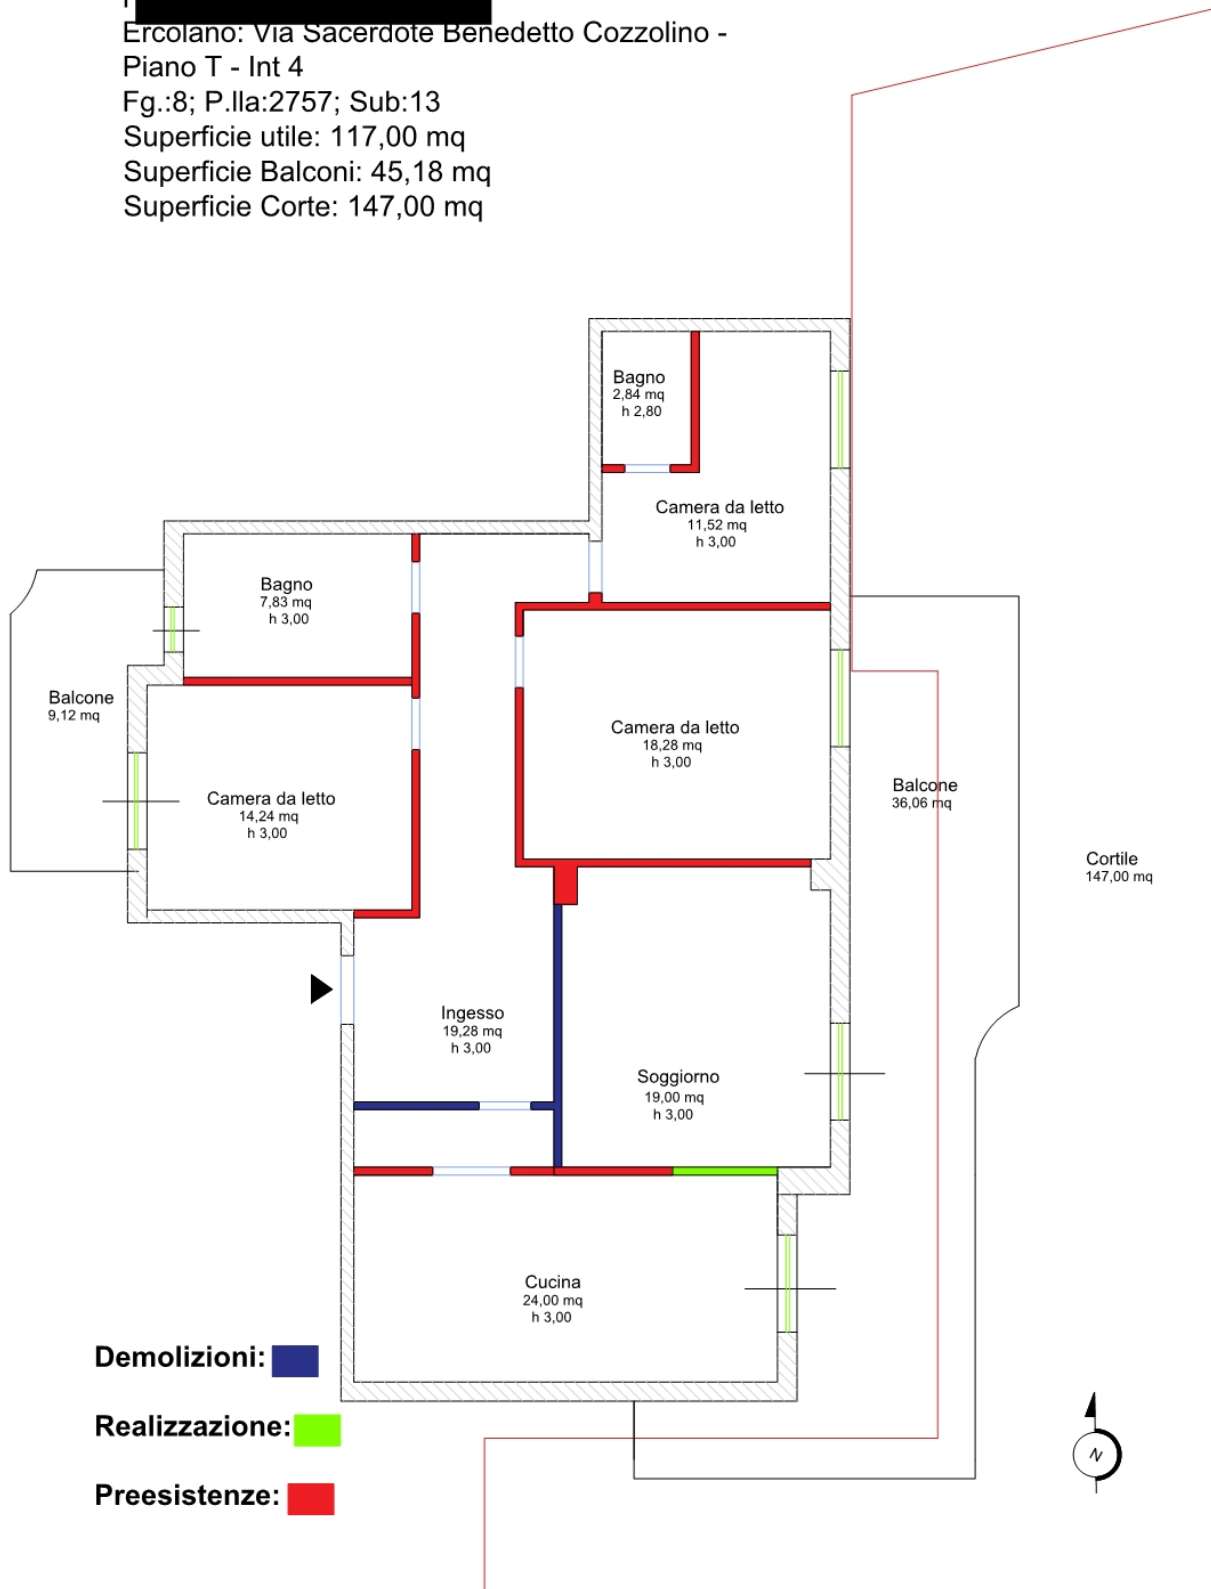 Ercolano: Via Sacerdote Benedetto Cozzolino -
Piano T - Int 4
Fg.:8; P.lla:2757; Sub:13
Superficie utile: 117,00 mq
Superficie Balconi: 45,18 mq
Superficie Corte: 147,00 mq
Bagno
2,84 mq
h 2,80
Camera da letto
11,52 mq
h 3,00
Bagno
7,83 mq
h 3,00
Balcone
9,12 mq
Camera da letto
18,28 mq
h 3,00
Camera da letto
14,24 mq
h 3,00
Balcone
36,06 mq
Cortile
147,00 mq
Ingesso
19,28 mq
h 3,00
Soggiorno
19,00 mq
h 3,00
Cucina
24,00 mq
h 3,00
Demolizioni:
Realizzazione:
Preesistenze:
N